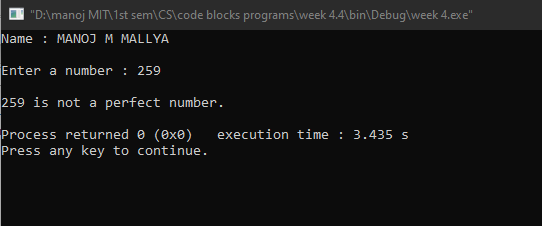 "D:\manoj MIT\1st sem\CS\code blocks programs\week 4.4\bin\Debug\week 4.exe"
Name : MANOJ M MALLYA
Enter a number : 259
259 is not a perfect number.
Process returned 0 (0x0)   execution time : 3.435 s
Press any key to continue.